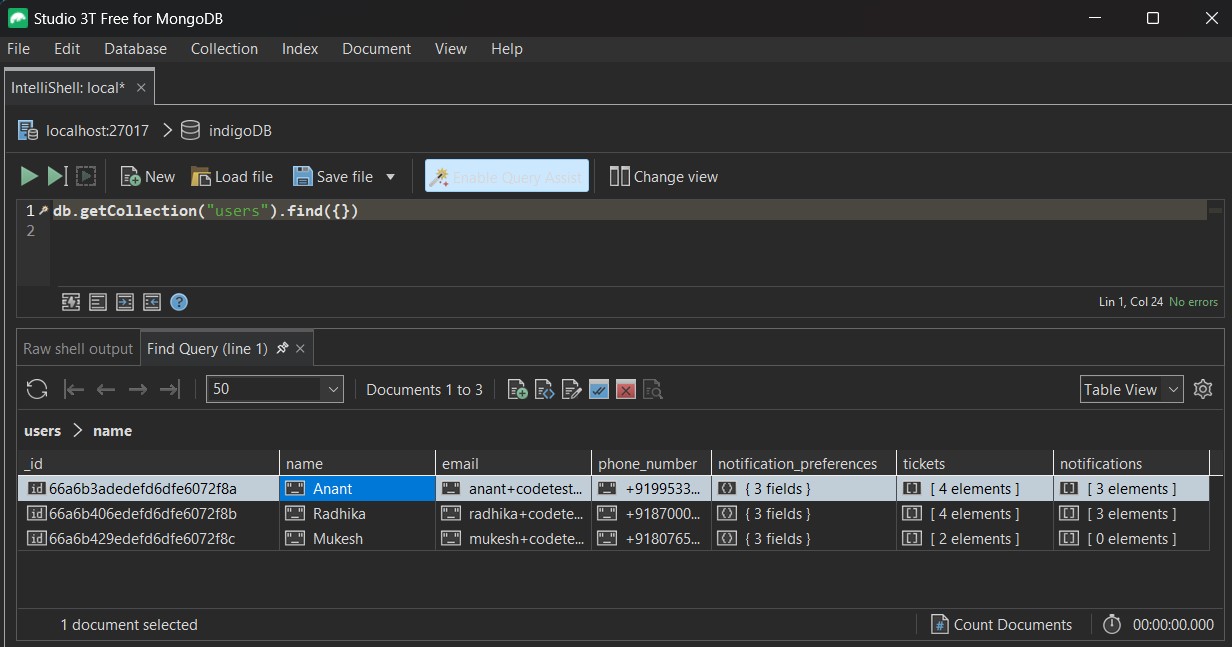 Studio 3T Free for MongoDB
File Edit Database Collection Index Document View Help
IntelliShell: local*
localhost:27017 indigoDB
New Load file Save file Enable Query Assist Change view
1 db.getCollection("users").find({})
2
Lin 1, Col 24 No errors
Raw shell output Find Query (line 1)
50 Documents 1 to 3 Table View
users > name
_id name email phone_number notification_preferences tickets notifications
66a6b3adedefd6dfe6072f8a Anant anant+codetest... +9199533... { 3 fields } [ 4 elements ] [ 3 elements ]
66a6b406edefd6dfe6072f8b Radhika radhika+codete... +9187000... { 3 fields } [ 4 elements ] [ 3 elements ]
66a6b429edefd6dfe6072f8c Mukesh mukesh+codete... +9180765... { 3 fields } [ 2 elements ] [ 0 elements ]
1 document selected Count Documents 00:00:00.000